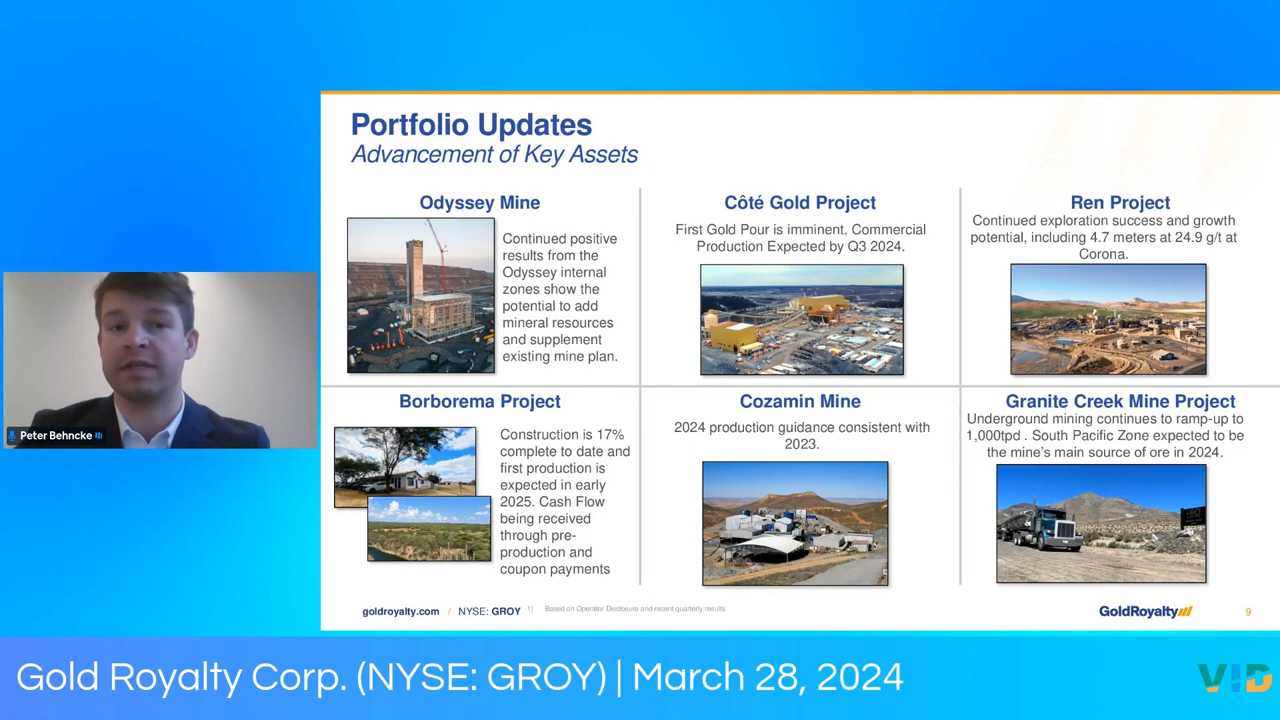 Portfolio Updates
Advancement of Key Assets
Odyssey Mine
Continued positive
results from the
Odyssey internal
zones show the
potential to add
mineral resources
and supplement
existing mine plan.
Côté Gold Project
First Gold Pour is imminent, Commercial
Production Expected by Q3 2024.
Ren Project
Continued exploration success and growth
potential, including 4.7 meters at 24.9 g/t at
Corona.
Borborema Project
Construction is 17%
complete to date and
first production is
expected in early
2025. Cash Flow
being received
through pre-
production and
coupon payments
Cozamin Mine
2024 production guidance consistent with
2023.
Granite Creek Mine Project
Underground mining continues to ramp-up to
1,000tpd . South Pacific Zone expected to be
the mine's main source of ore in 2024.
Peter Behncke
goldroyalty.com / NYSE: GROY 1) Based on Operator Disclosure and recent quarterly results
GoldRoyalty
9
Gold Royalty Corp. (NYSE: GROY) | March 28, 2024
VID